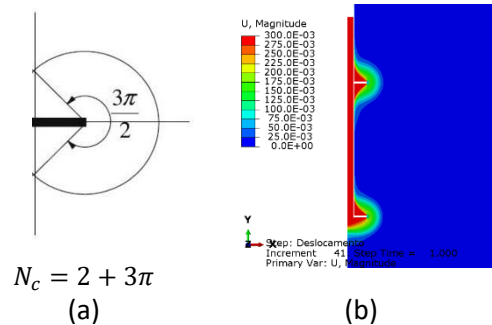 3π
2
N_c = 2 + 3π
(a)
U, Magnitude
300.0E-03
275.0E-03
250.0E-03
225.0E-03
200.0E-03
175.0E-03
150.0E-03
125.0E-03
100.0E-03
75.0E-03
50.0E-03
25.0E-03
0.0E+00
Y
Z X
Step: Deslocamento
Increment 41: Step Time = 1.000
Primary Var: U, Magnitude
(b)